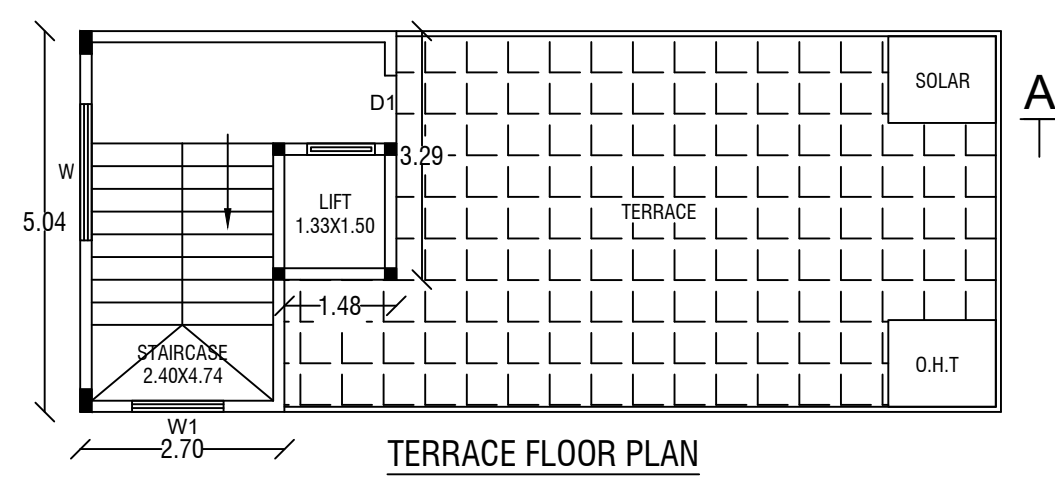 SOLAR
A
D1
3.29
W
LIFT
1.33X1.50
TERRACE
5.04
1.48
STAIRCASE
2.40X4.74
O.H.T
W1
2.70
TERRACE FLOOR PLAN